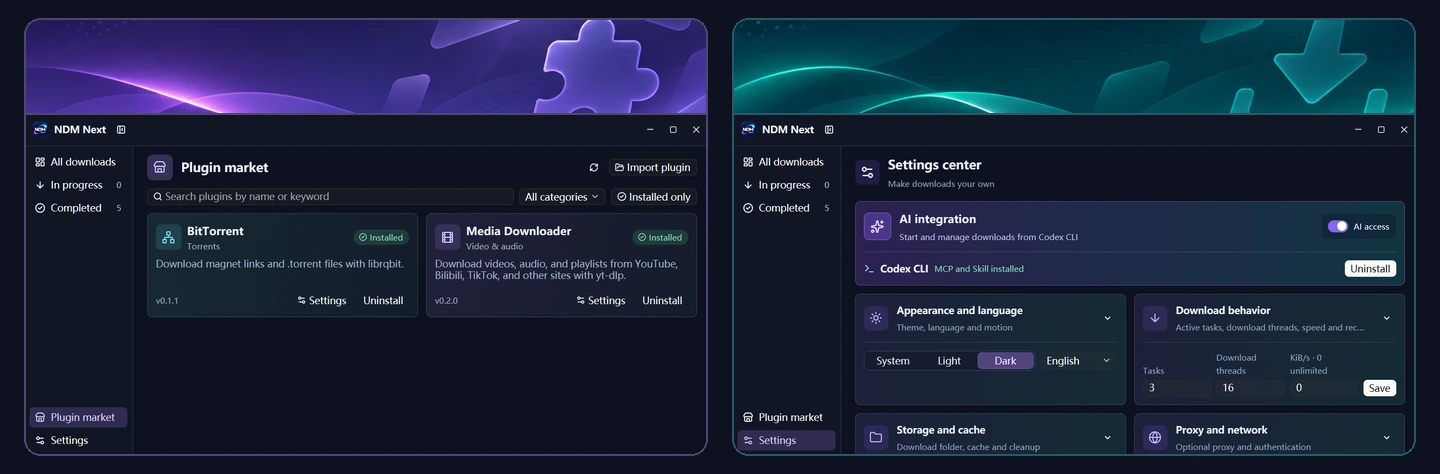 NDM Next
All downloads
In progress 0
Completed 5
Plugin market
Settings
Plugin market
Import plugin
Search plugins by name or keyword
All categories
Installed only
BitTorrent
Torrents
Installed
Download magnet links and .torrent files with librqbit.
v0.1.1
Settings
Uninstall
Media Downloader
Video & audio
Installed
Download videos, audio, and playlists from YouTube,
Bilibili, TikTok, and other sites with yt-dlp.
v0.2.0
Settings
Uninstall
NDM Next
All downloads
In progress 0
Completed 5
Plugin market
Settings
Settings center
Make downloads your own
AI integration
Start and manage downloads from Codex CLI
AI access
Codex CLI MCP and Skill installed
Uninstall
Appearance and language
Theme, language and motion
System
Light
Dark
English
Download behavior
Active tasks, download threads, speed and rec...
Tasks
3
Download
threads
16
KiB/s · 0
unlimited
0
Save
Storage and cache
Download folder, cache and cleanup
Proxy and network
Optional proxy and authentication